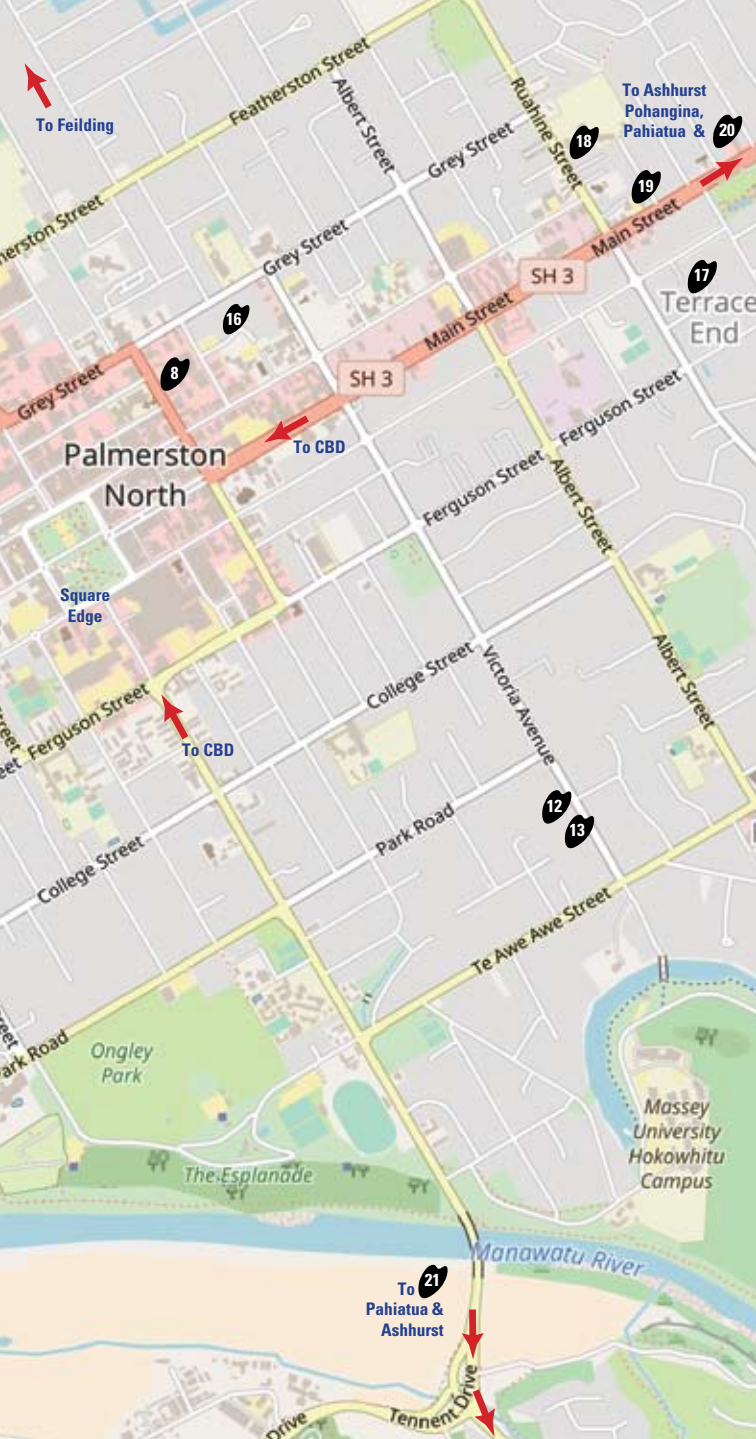 Featherston Street
Albert Street
Ruahine Street
To Feilding
To Ashhurst
Pohangina,
Pahiatua &
20
18
Grey Street
19
Main Street
erston Street
Grey Street
SH 3
17
Terrace
End
16
Main Street
8
SH 3
Grey Street
Ferguson Street
To CBD
Palmerston
North
Ferguson Street
Albert Street
Square
Edge
College Street
Victoria Avenue
Albert Street
Ferguson Street
To CBD
12
13
Park Road
College Street
Te Awe Awe Street
Ongley
Park
ark Road
Massey
University
Hokowhitu
Campus
The Esplanade
Manawatu River
21
To
Pahiatua &
Ashhurst
Tennent Drive
Drive